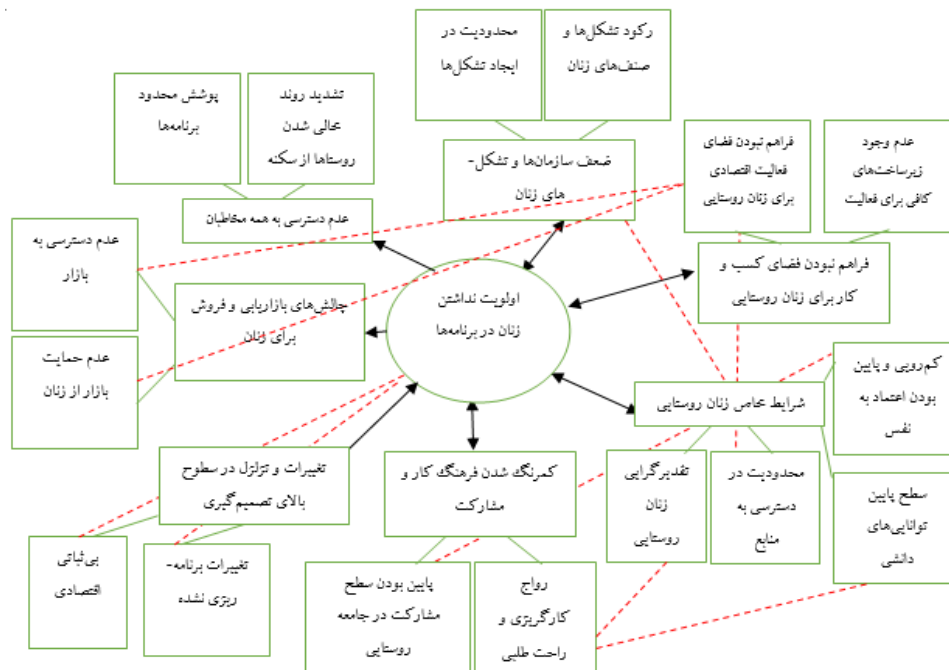 رکود تشکل‌ها و
صنف‌های زنان
محدودیت در
ایجاد تشکل‌ها
تشدید روند
خالی شدن
روستاها از سکنه
پوشش محدود
برنامه‌ها
عدم وجود
زیرساخت‌های
کافی برای فعالیت
فراهم نبودن فضای
فعالیت اقتصادی
برای زنان روستایی
ضعف سازمان‌ها و تشکل-
های زنان
عدم دسترسی به همه مخاطبان
عدم دسترسی به
بازار
فراهم نبودن فضای کسب و
کار برای زنان روستایی
اولویت نداشتن
زنان در برنامه‌ها
چالش‌های بازاریابی و فروش
برای زنان
عدم حمایت
بازار از زنان
کم‌رویی و پایین
بودن اعتماد به
نفس
شرایط خاص زنان روستایی
کمرنگ شدن فرهنگ کار و
مشارکت
تغییرات و تزلزل در سطوح
بالای تصمیم‌گیری
سطح پایین
توانایی‌های
دانشی
محدودیت در
دسترسی به
منابع
تقدیرگرایی
زنان
روستایی
رواج
کارگریزی و
راحت طلبی
پایین بودن سطح
مشارکت در جامعه
روستایی
تغییرات برنامه-
ریزی نشده
بی‌ثباتی
اقتصادی